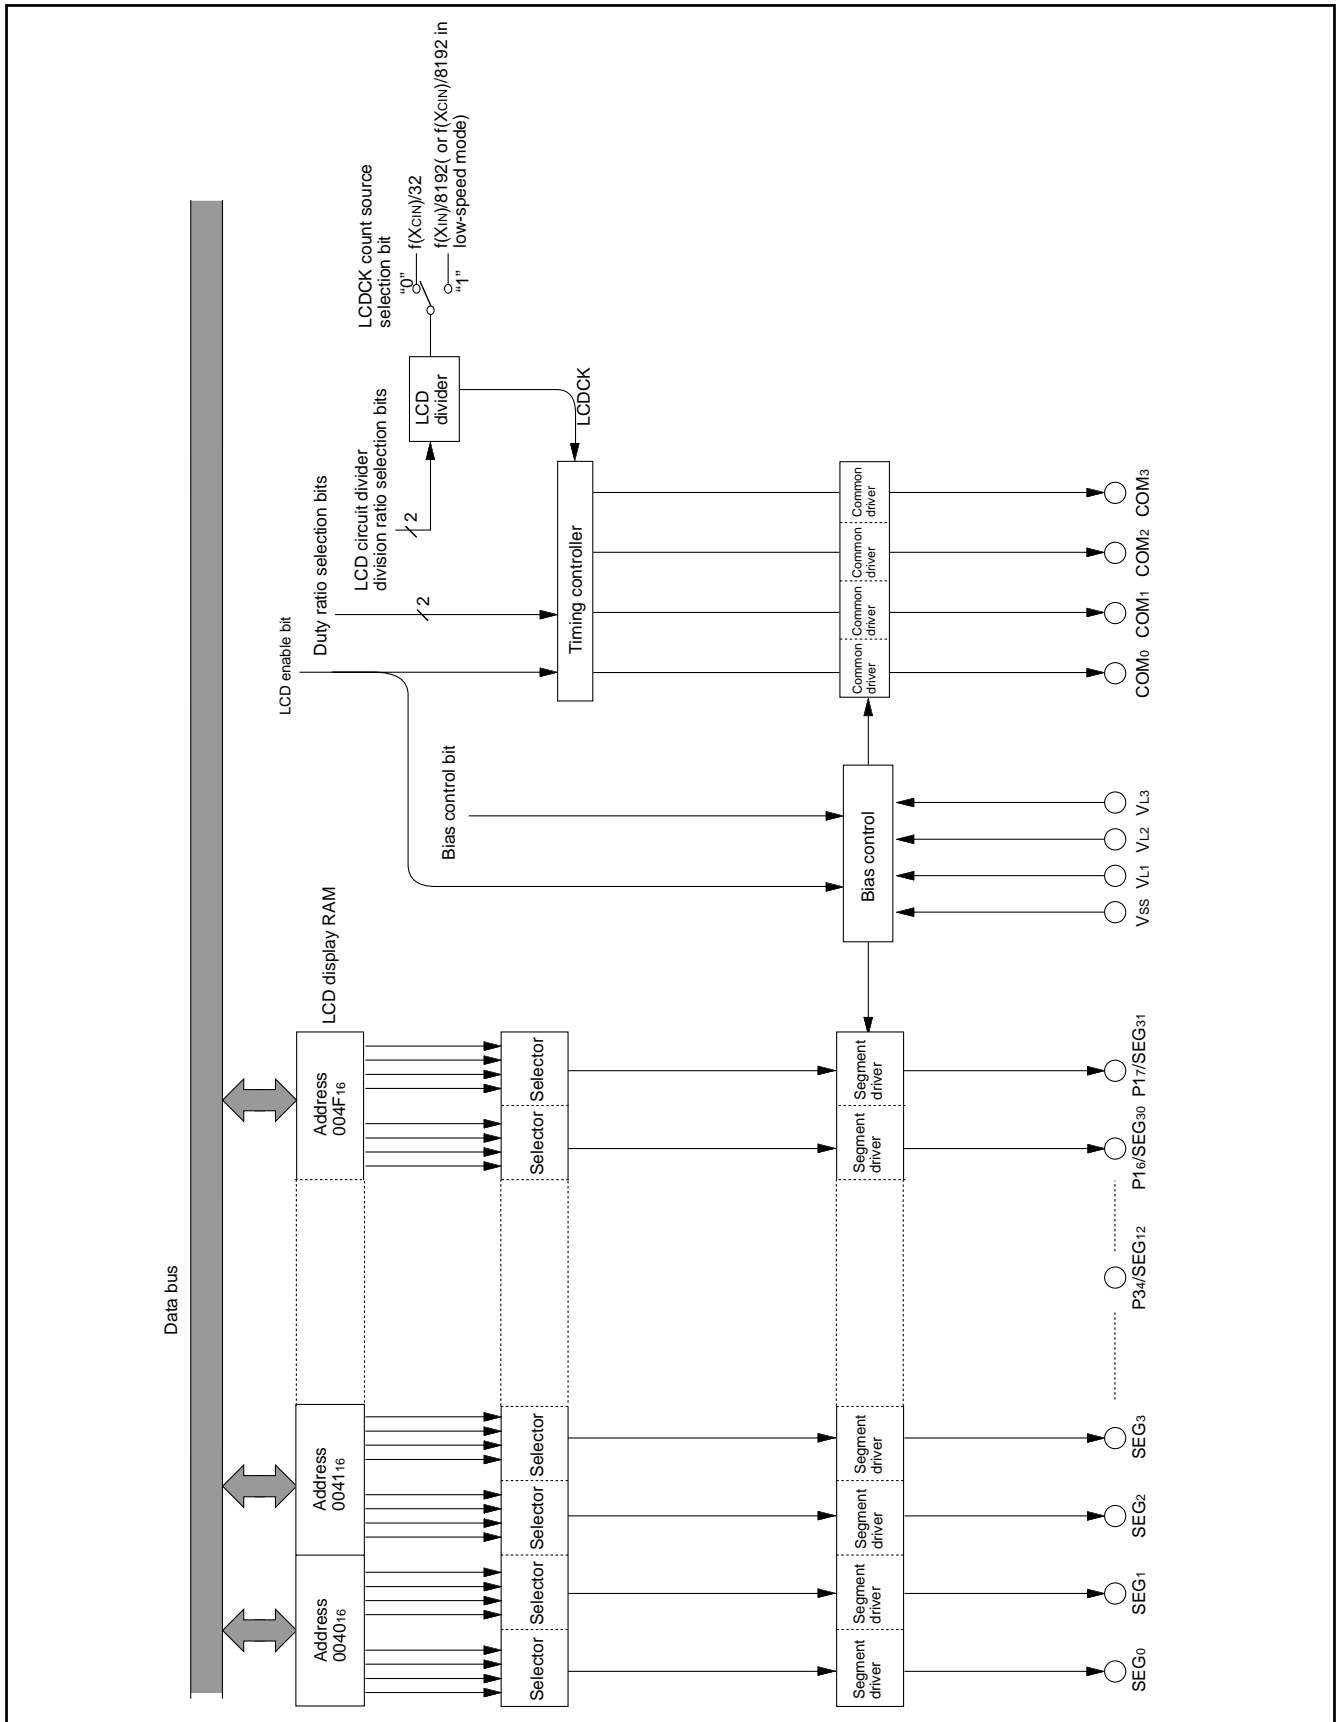 Data bus
LCD enable bit
Duty ratio selection bits
LCD circuit divider
division ratio selection bits
2
2
LCDCK count source
selection bit
"0"
f(XCIN)/32
"1"
f(XIN)/8192( or f(XCIN)/8192 in
low-speed mode)
LCD
divider
LCDCK
Timing controller
Bias control bit
LCD display RAM
Address
004016
Address
004116
Address
004F16
Selector
Selector
Selector
Selector
Selector
Selector
Segment
driver
Segment
driver
Segment
driver
Segment
driver
Segment
driver
Segment
driver
Bias control
Common
driver
Common
driver
Common
driver
Common
driver
SEG0
SEG1
SEG2
SEG3
P34/SEG12
P16/SEG30
P17/SEG31
VSS
VL1
VL2
VL3
COM0
COM1
COM2
COM3